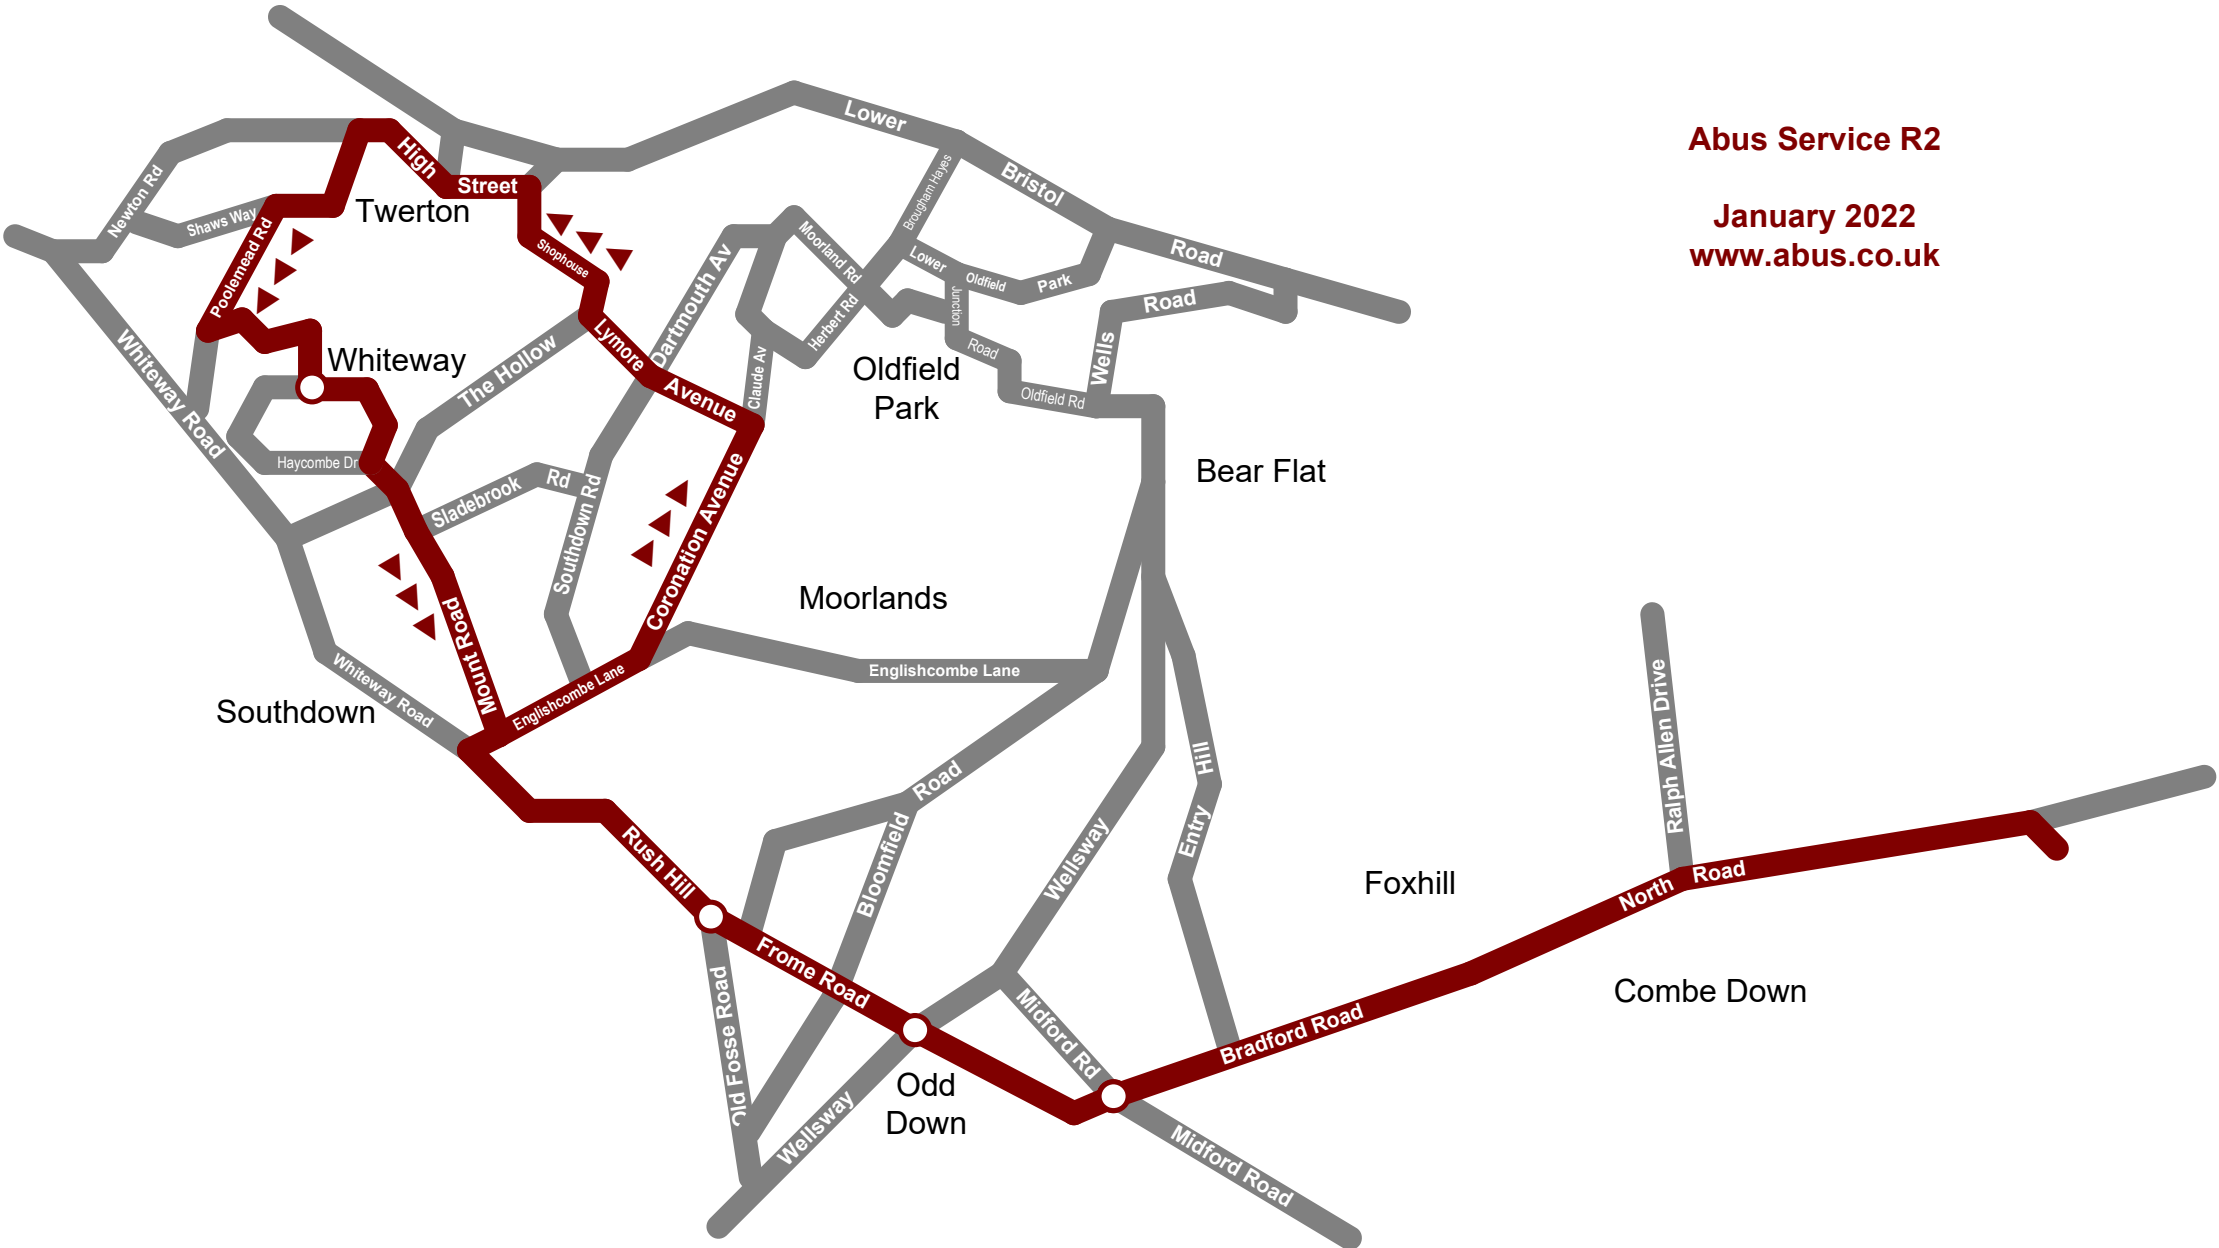 Abus Service R2
January 2022
www.abus.co.uk
Lower
Bristol
Road
Brougham Hayes
High
Street
Twerton
Newton Rd
Shaws Way
Poolemead Rd
Shophouse
Moorland Rd
Lower
Oldfield
Park
Junction
Road
Oldfield Rd
Wells
Road
Dartmouth Av
Herbert Rd
Claude Av
Oldfield
Park
Whiteway
Whiteway Road
The Hollow
Lymore
Avenue
Haycombe Dr
Sladebrook
Rd
Southdown Rd
Coronation Avenue
Bear Flat
Moorlands
Mount Road
Englishcombe Lane
Englishcombe Lane
Whiteway Road
Southdown
Rush Hill
Bloomfield
Road
Hill
Entry
Wellsway
Ralph Allen Drive
Foxhill
North
Road
Combe Down
Frome Road
Old Fosse Road
Midford Rd
Bradford Road
Odd
Down
Wellsway
Midford Road